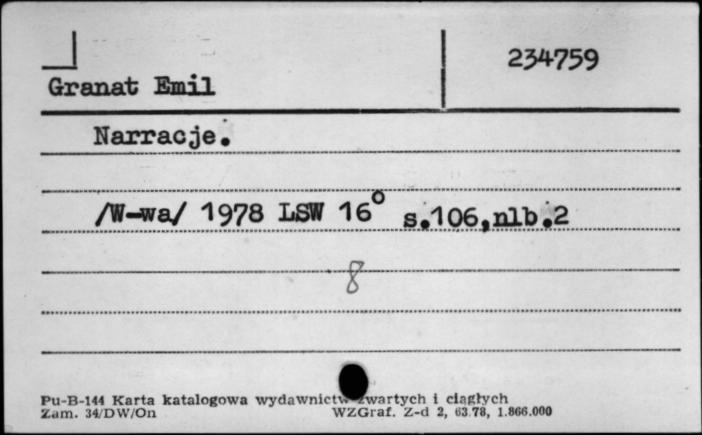 234759
Granat Emil
Narracje.
/W-wa/ 1978 LSW 16° s.106,nlb.2
8
Pu-B-144 Karta katalogowa wydawnictw zwartych i ciągłych
Zam. 34/DW/On WZGraf. Z-d 2, 63.78, 1.866.000